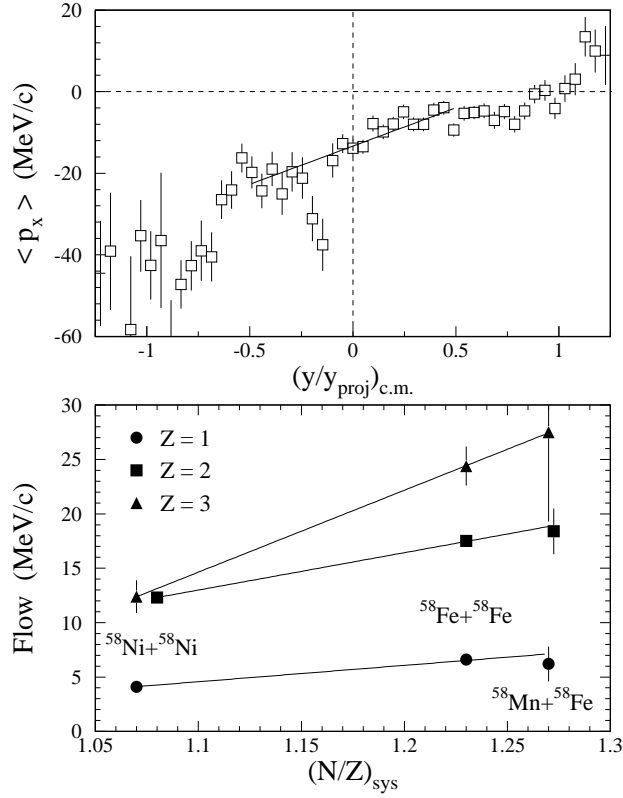 20
0
-20
-40
-60
< p_x > (MeV/c)
-1 -0.5 0 0.5 1
(y/y_proj)_c.m.
30
25
20
15
10
5
0
Flow (MeV/c)
Z = 1
Z = 2
Z = 3
⁵⁸Fe+⁵⁸Fe
⁵⁸Ni+⁵⁸Ni
⁵⁸Mn+⁵⁸Fe
1.05 1.1 1.15 1.2 1.25 1.3
(N/Z)_sys